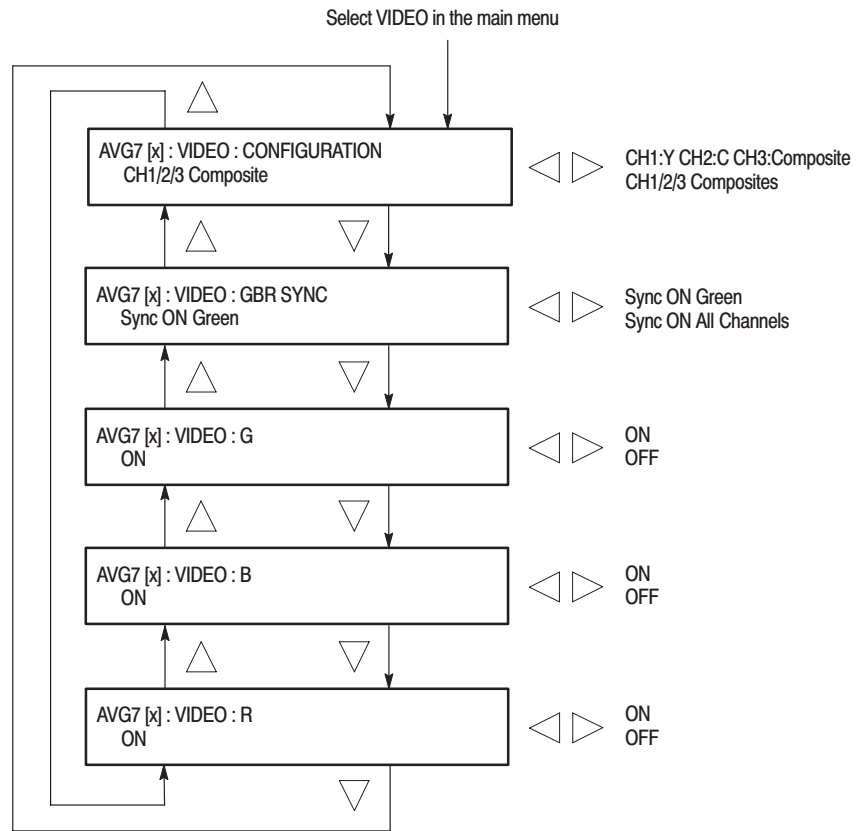 Select VIDEO in the main menu
AVG7 [x] : VIDEO : CONFIGURATION
CH1/2/3 Composite
CH1:Y CH2:C CH3:Composite
CH1/2/3 Composites
AVG7 [x] : VIDEO : GBR SYNC
Sync ON Green
Sync ON Green
Sync ON All Channels
AVG7 [x] : VIDEO : G
ON
ON
OFF
AVG7 [x] : VIDEO : B
ON
ON
OFF
AVG7 [x] : VIDEO : R
ON
ON
OFF